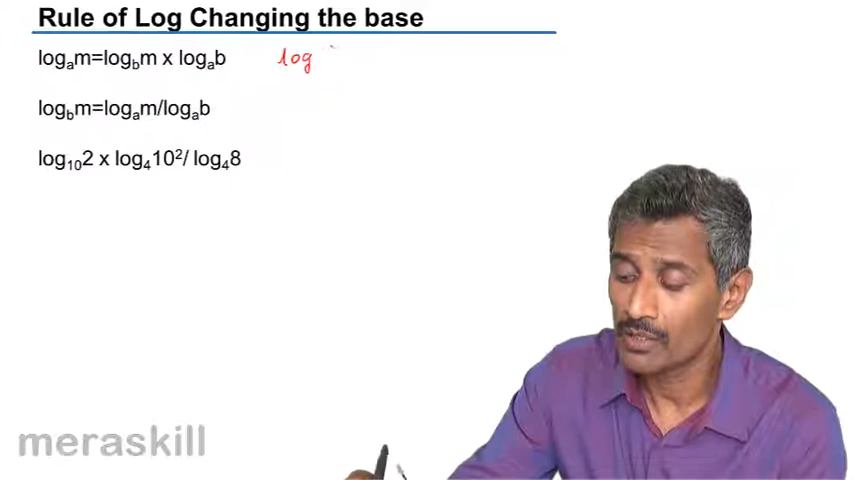 Rule of Log Changing the base
logₐm=log_bm x logₐb log
log_bm=logₐm/logₐb
log₁₀2 x log₄10²/ log₄8
meraskill